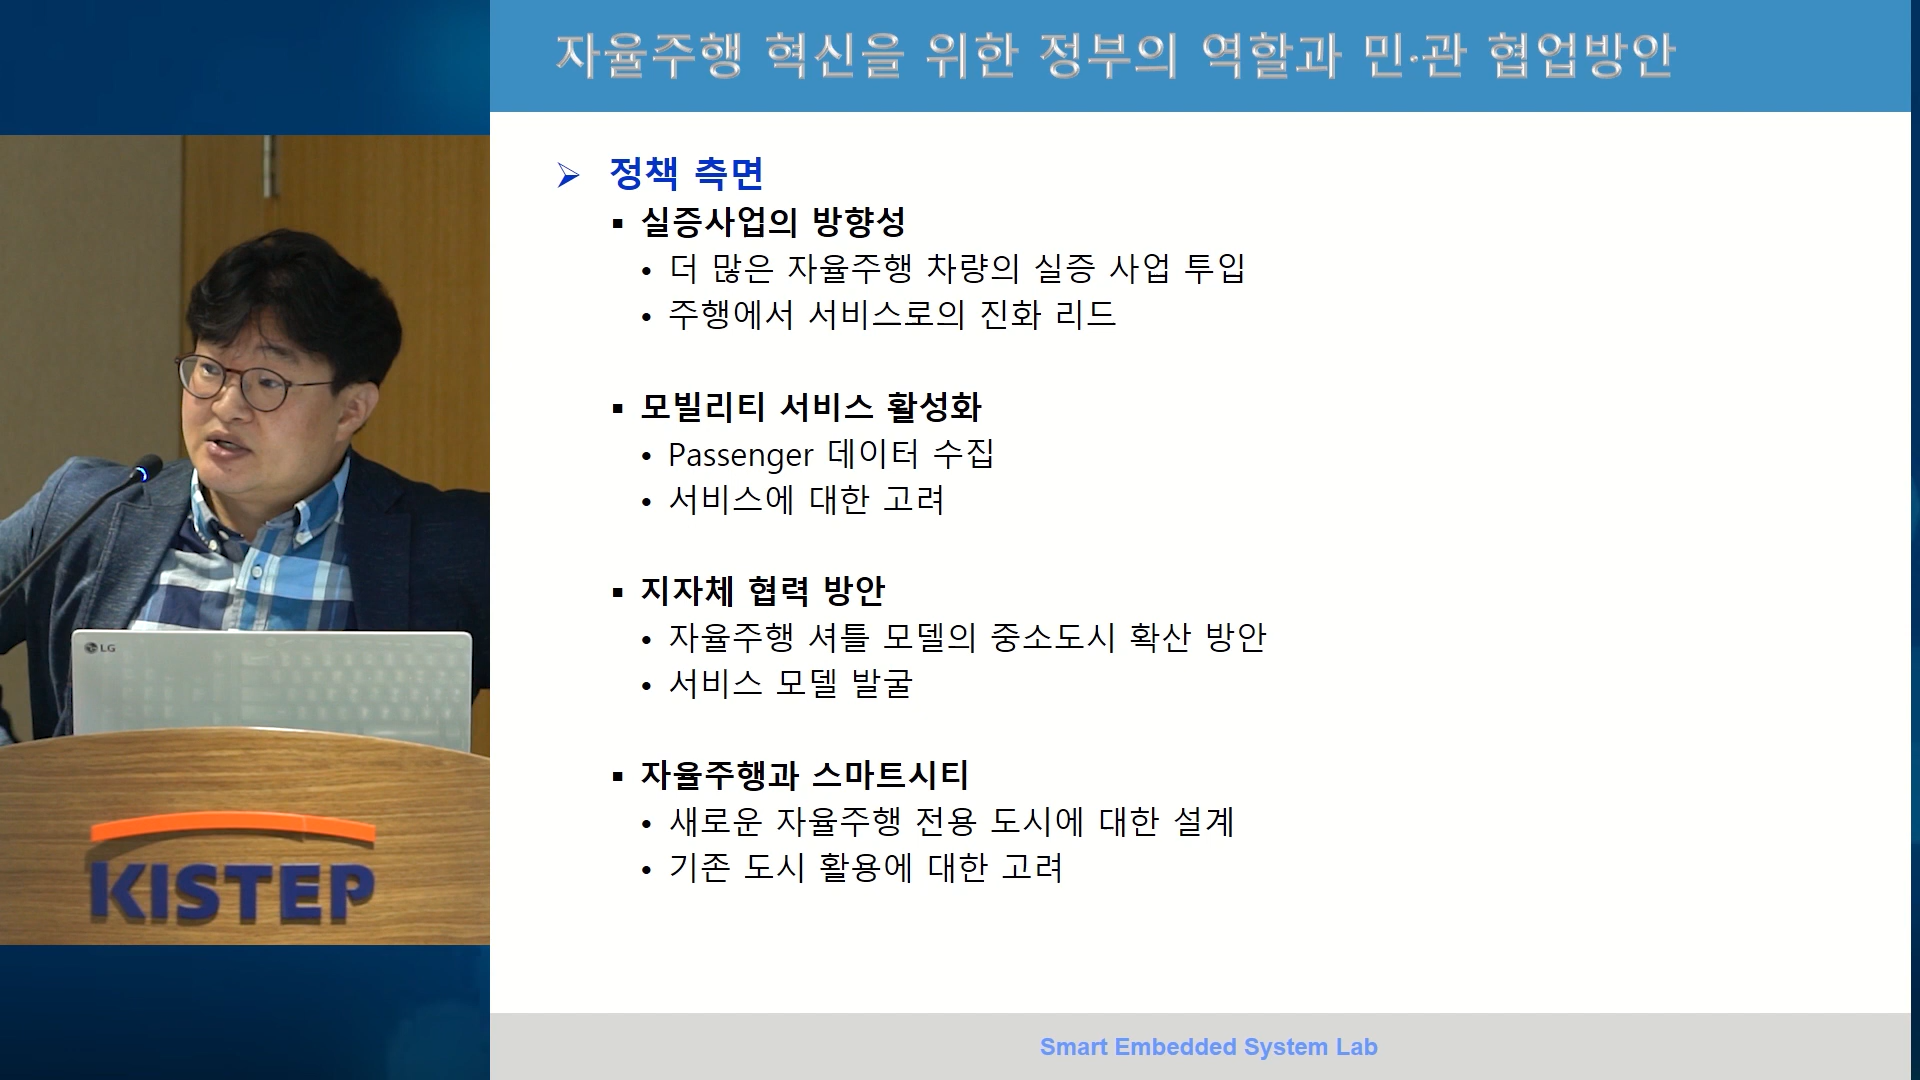 자율주행 혁신을 위한 정부의 역할과 민·관 협업방안
➢ 정책 측면
▪ 실증사업의 방향성
• 더 많은 자율주행 차량의 실증 사업 투입
• 주행에서 서비스로의 진화 리드
▪ 모빌리티 서비스 활성화
• Passenger 데이터 수집
• 서비스에 대한 고려
▪ 지자체 협력 방안
• 자율주행 셔틀 모델의 중소도시 확산 방안
• 서비스 모델 발굴
▪ 자율주행과 스마트시티
• 새로운 자율주행 전용 도시에 대한 설계
• 기존 도시 활용에 대한 고려
Smart Embedded System Lab
LG
KISTEP